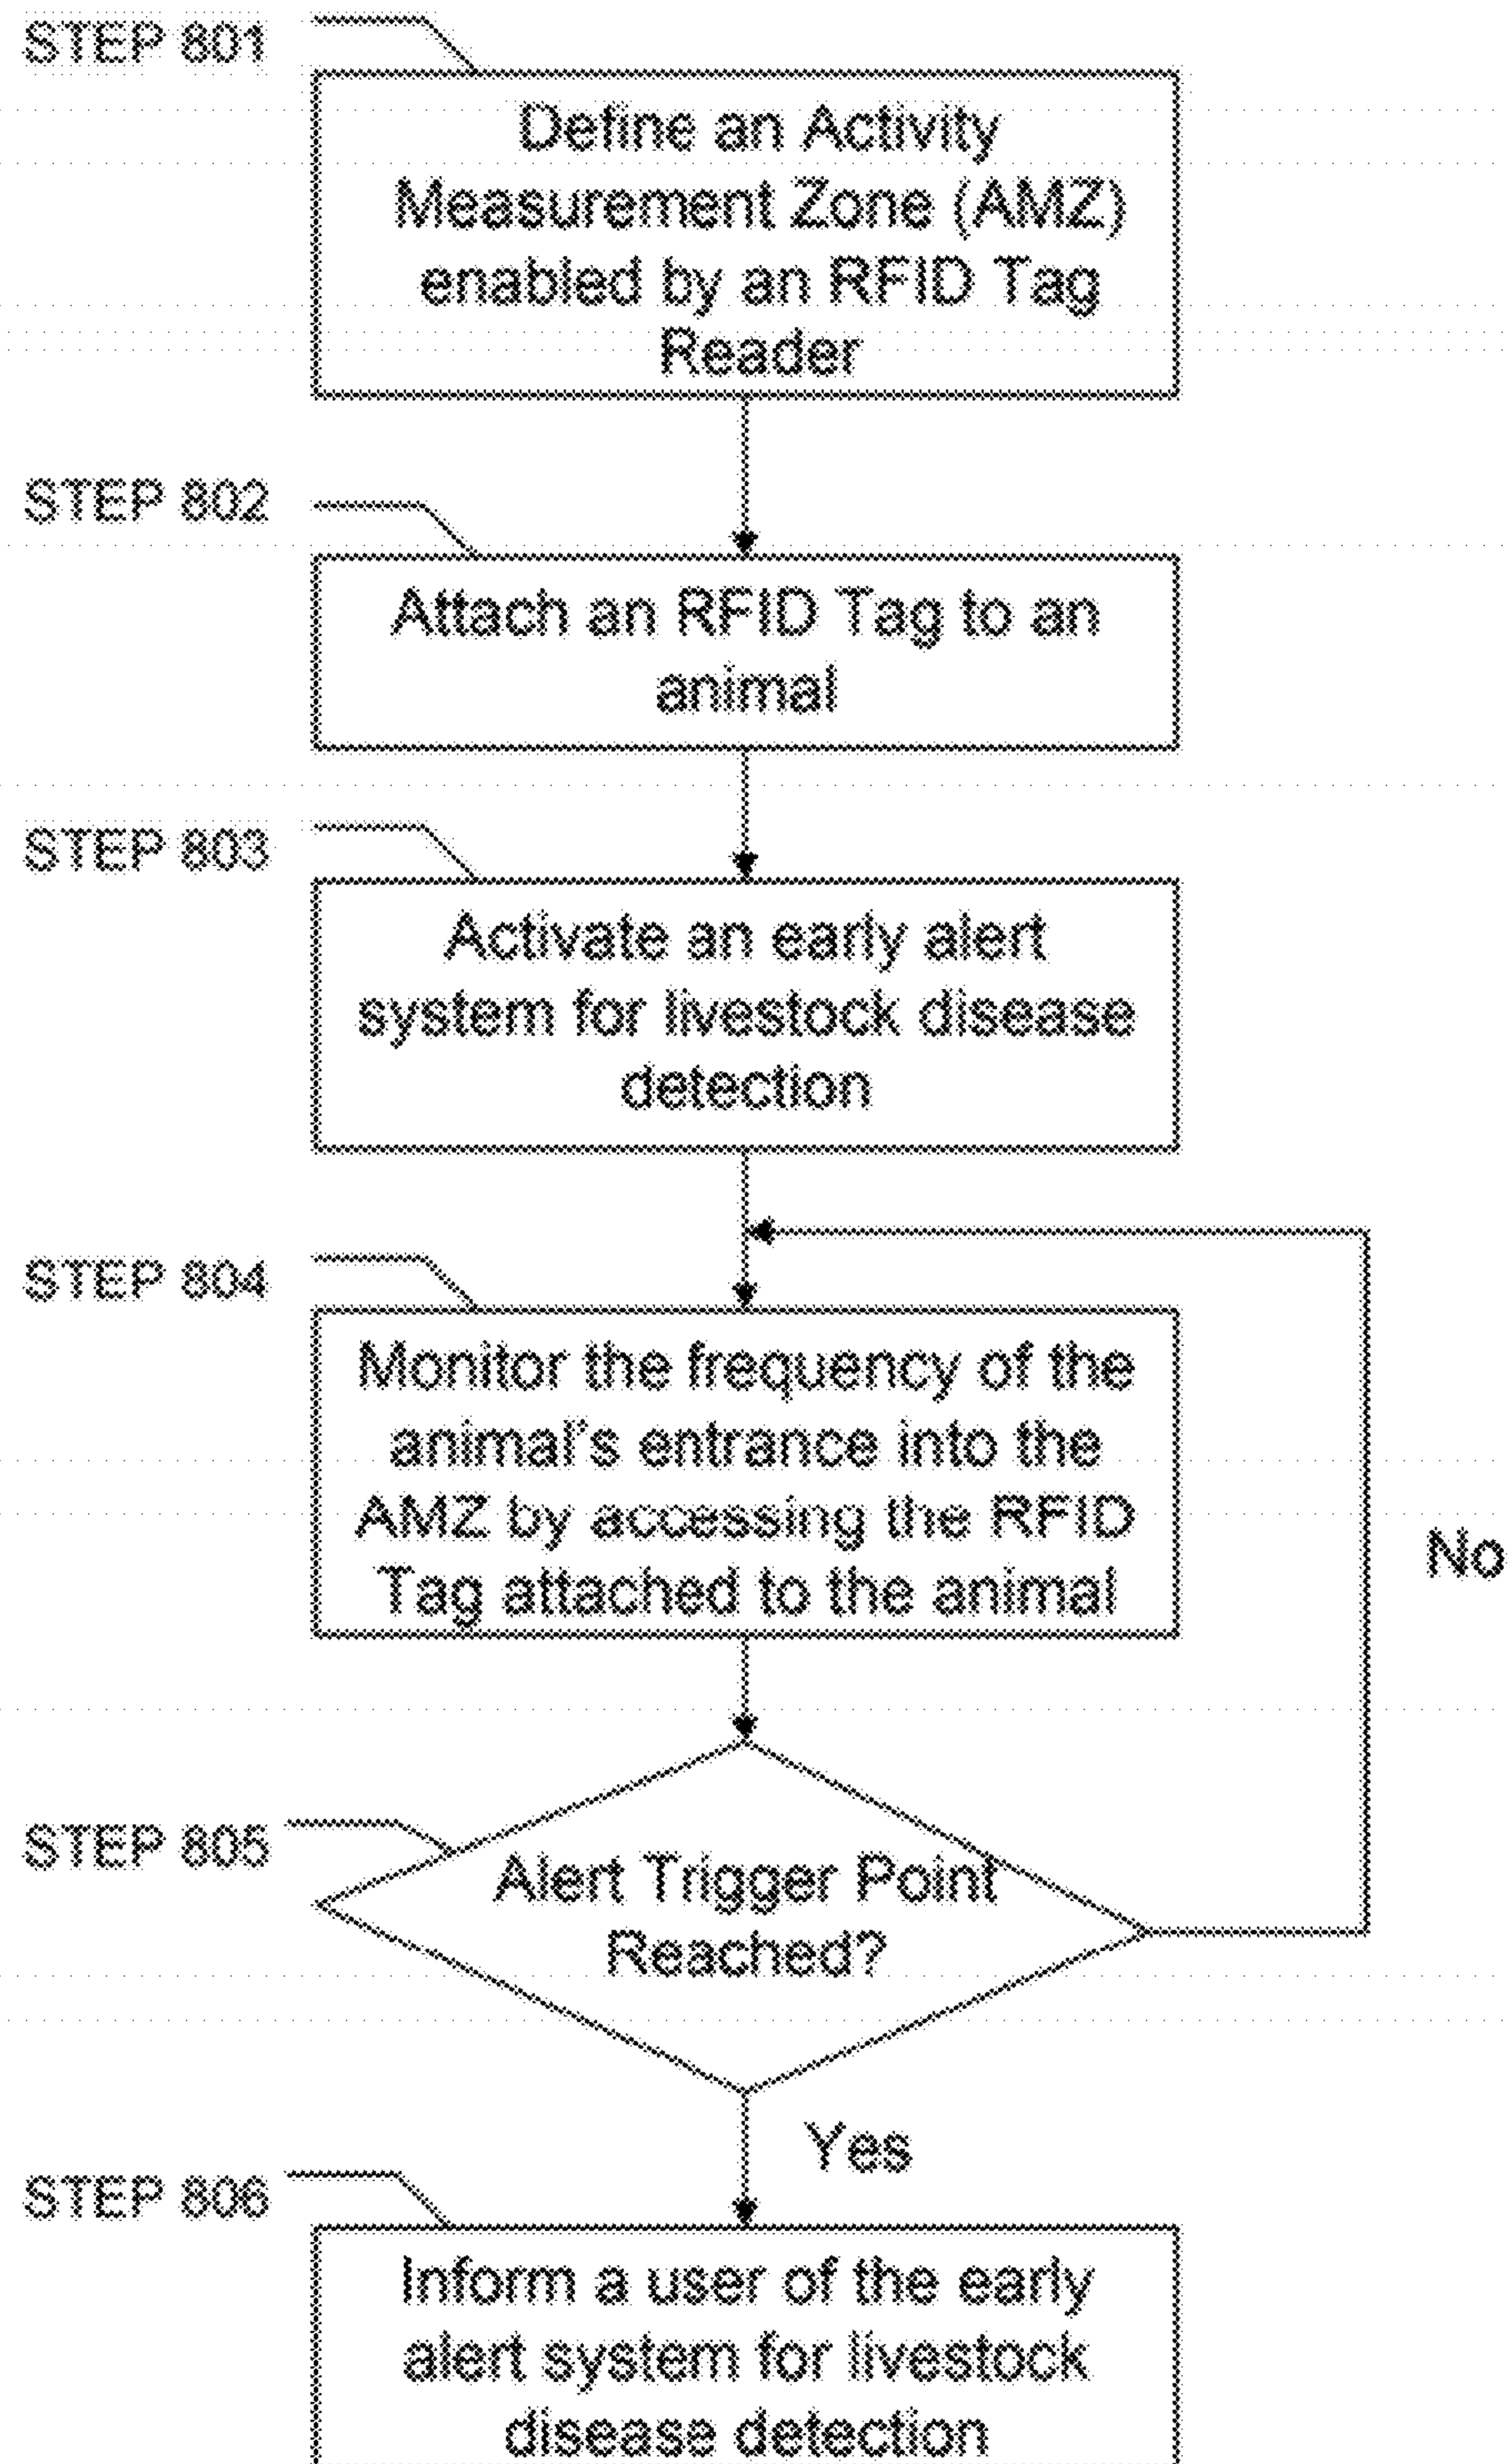 STEP 801
Define an Activity
Measurement Zone (AMZ)
enabled by an RFID Tag
Reader
STEP 802
Attach an RFID Tag to an
animal
STEP 803
Activate an early alert
system for livestock disease
detection
STEP 804
Monitor the frequency of the
animal's entrance into the
AMZ by accessing the RFID
Tag attached to the animal
No
STEP 805
Alert Trigger Point
Reached?
Yes
STEP 806
Inform a user of the early
alert system for livestock
disease detection